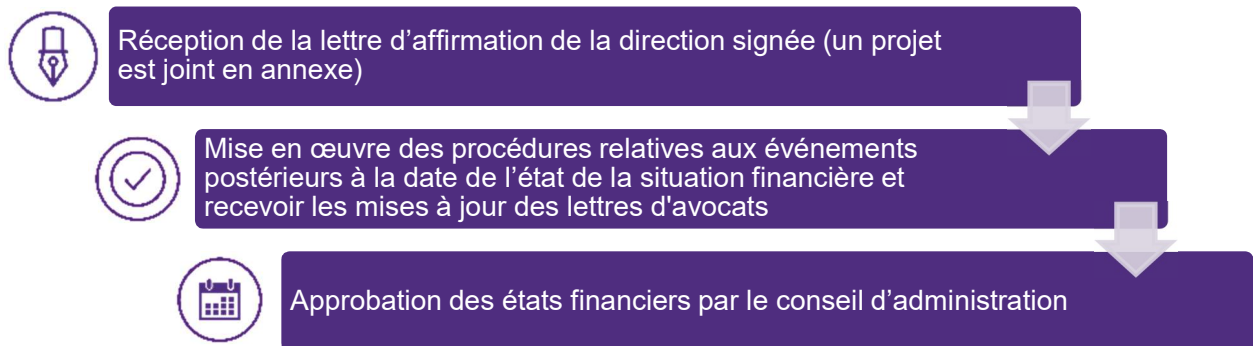 Réception de la lettre d’affirmation de la direction signée (un projet
est joint en annexe)
Mise en œuvre des procédures relatives aux événements
postérieurs à la date de l’état de la situation financière et
recevoir les mises à jour des lettres d'avocats
Approbation des états financiers par le conseil d’administration